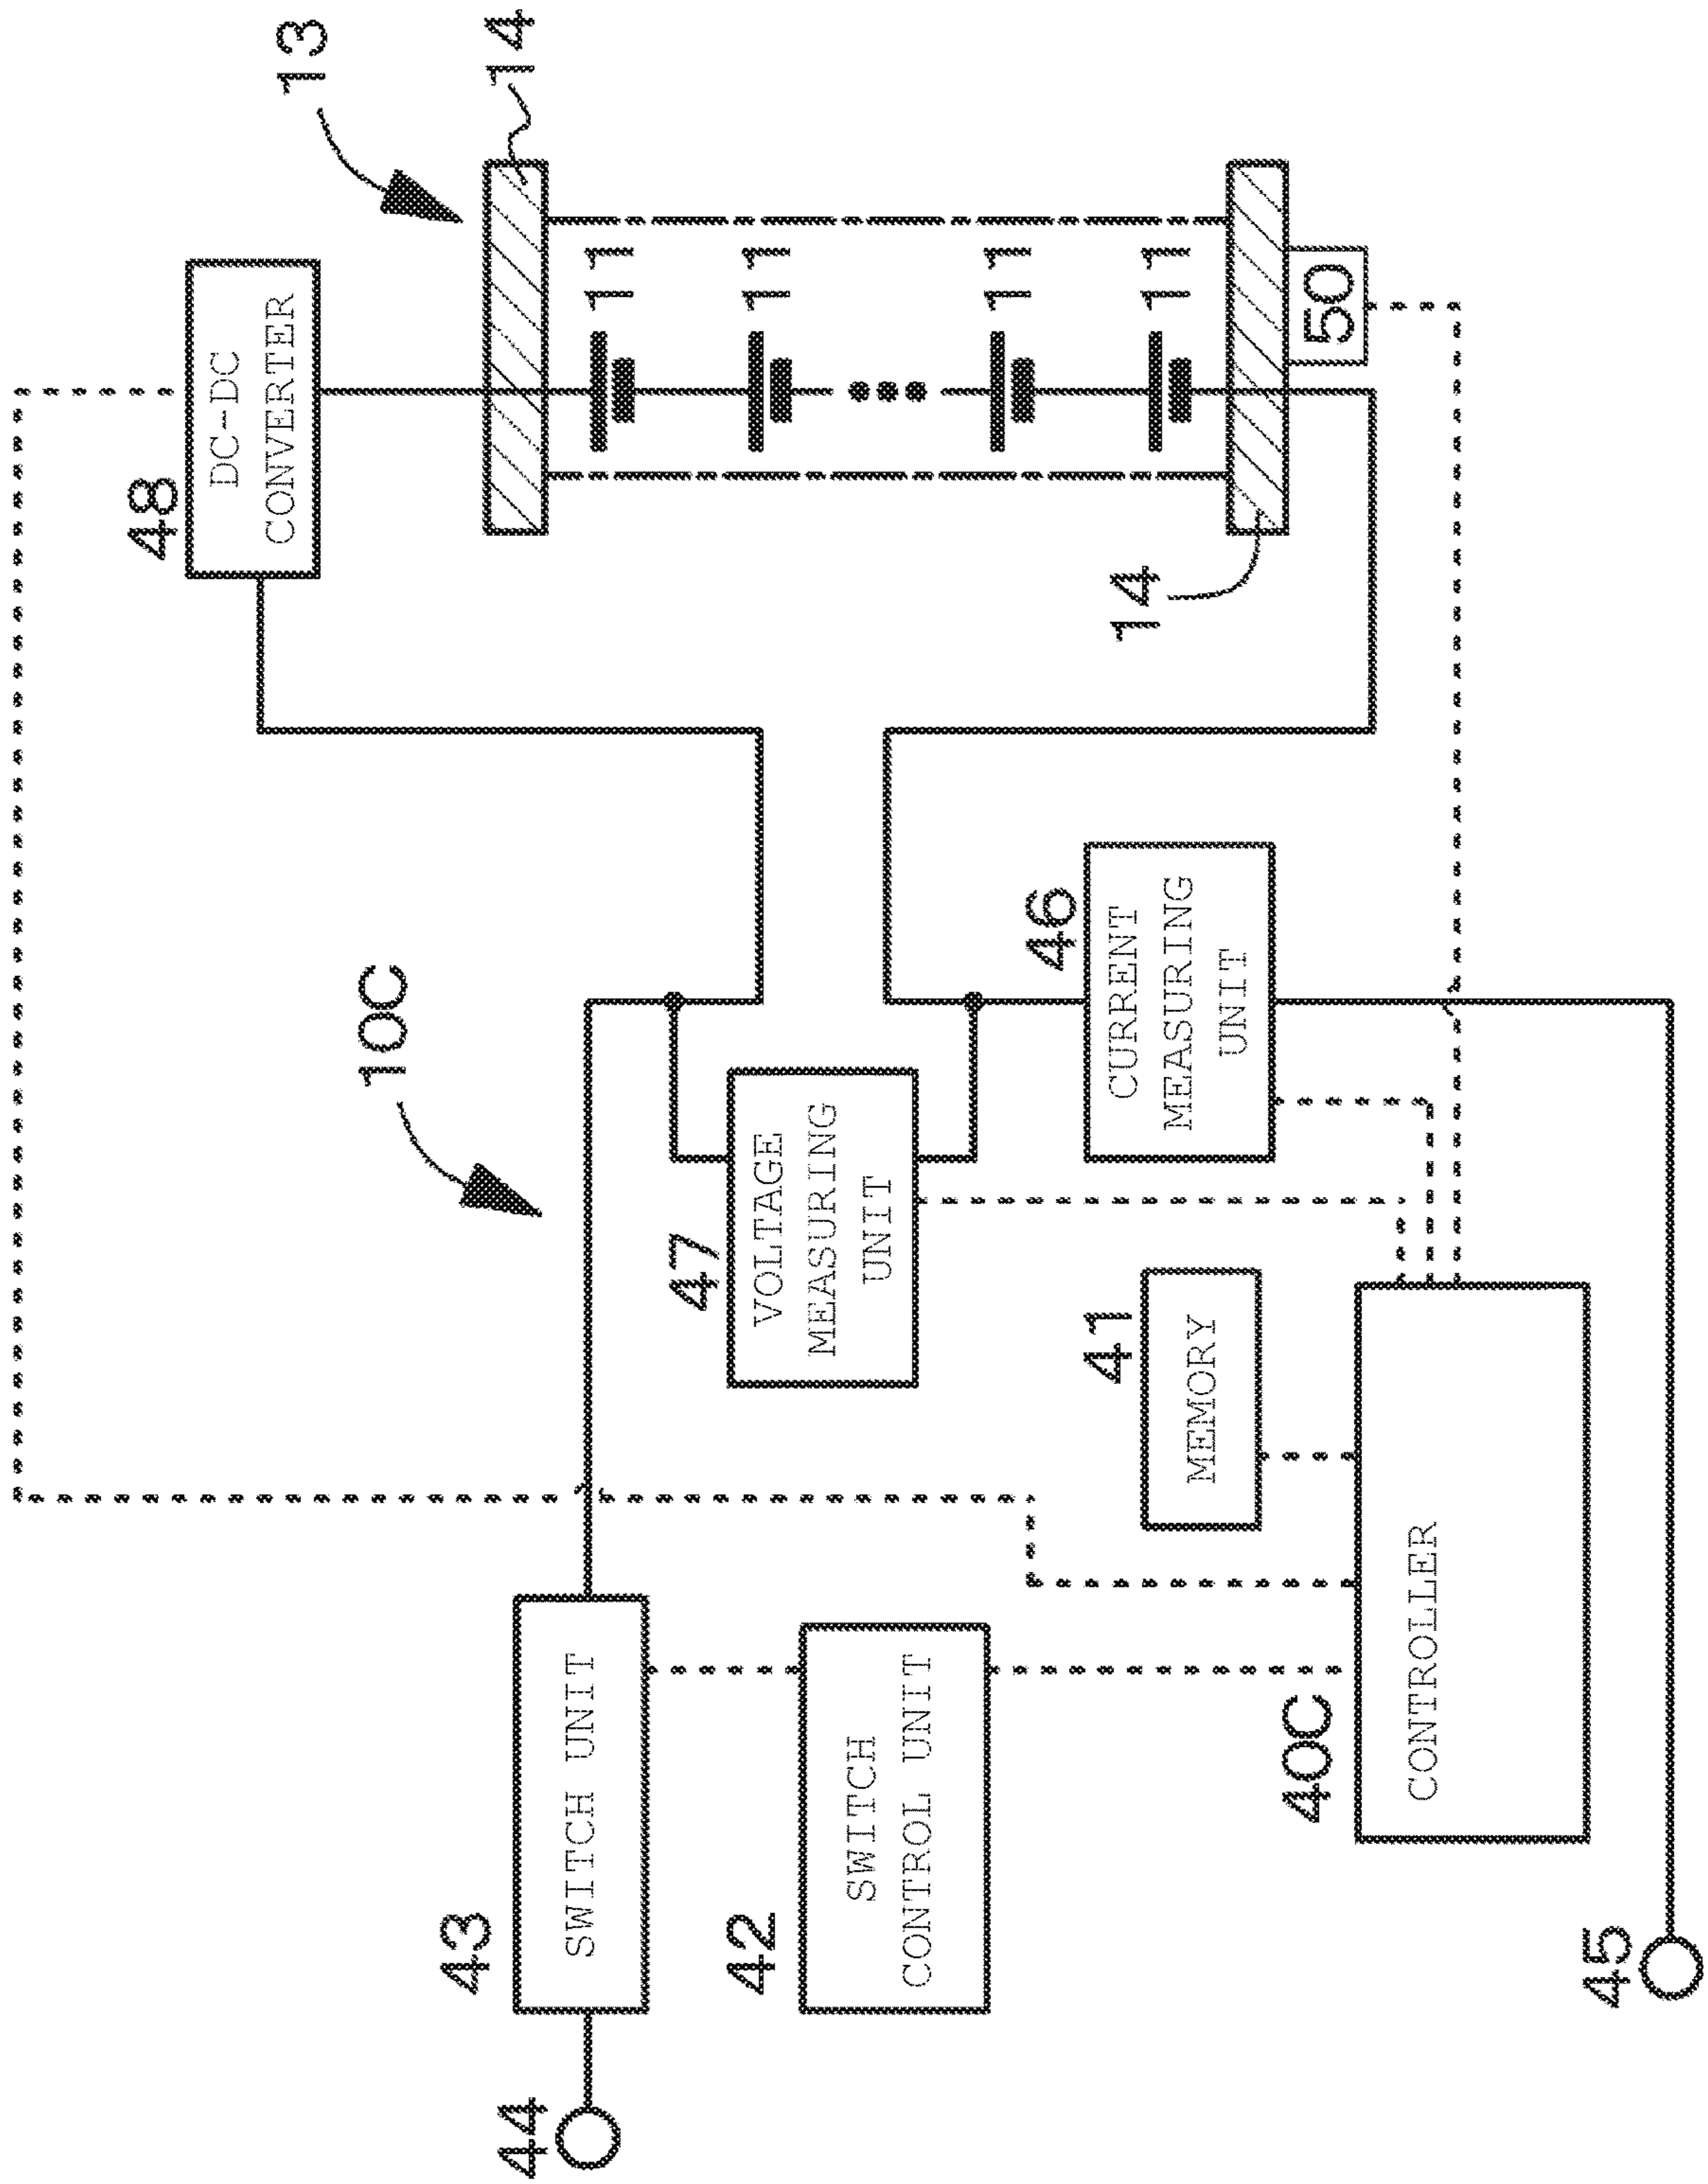 13
14
48
DC-DC
CONVERTER
11
11
11
11
50
14
10C
47
VOLTAGE
MEASURING
UNIT
46
CURRENT
MEASURING
UNIT
41
MEMORY
43
SWITCH UNIT
42
SWITCH
CONTROL UNIT
40C
CONTROLLER
44
45